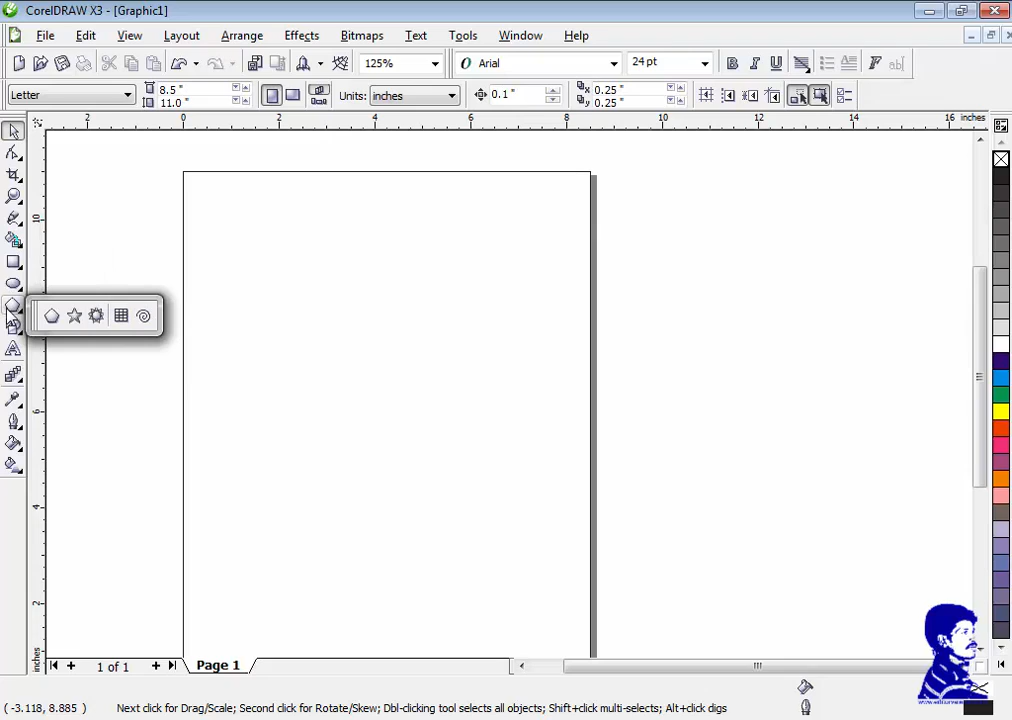 CorelDRAW X3 - [Graphic1]
File Edit View Layout Arrange Effects Bitmaps Text Tools Window Help
125% Arial 24 pt
Letter 8.5 " 11.0 " Units: inches 0.1 " 0.25 " 0.25 "
2 0 2 4 6 8 10 12 14 16 inches
10
6
4
2
inches
1 of 1 Page 1
(-3.118, 8.885) Next click for Drag/Scale; Second click for Rotate/Skew; Dbl-clicking tool selects all objects; Shift+click multi-selects; Alt+click digs